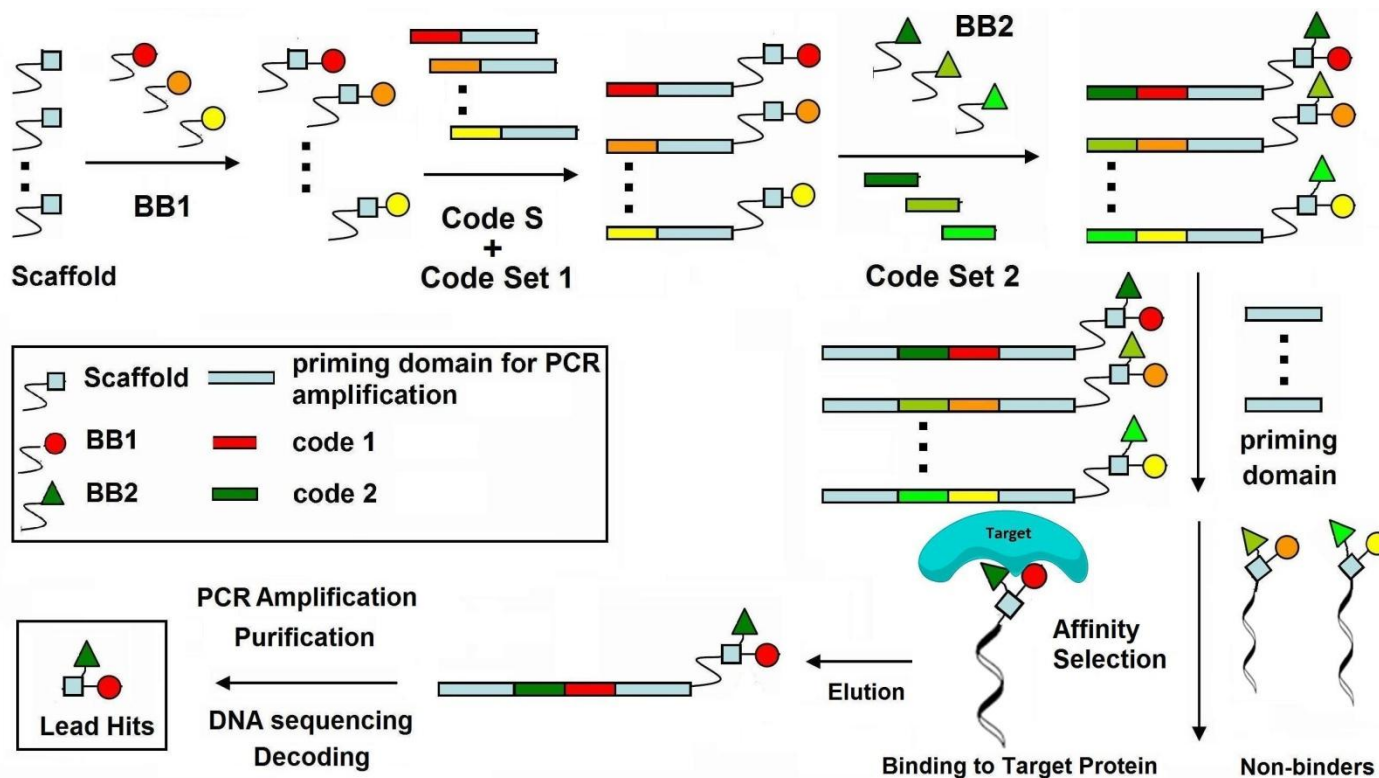 BB2
BB1
Code S
+
Code Set 1
Code Set 2
Scaffold
Scaffold
priming domain for PCR
amplification
BB1
code 1
BB2
code 2
priming
domain
Target
PCR Amplification
Purification
Affinity
Selection
Elution
Lead Hits
DNA sequencing
Decoding
Binding to Target Protein
Non-binders